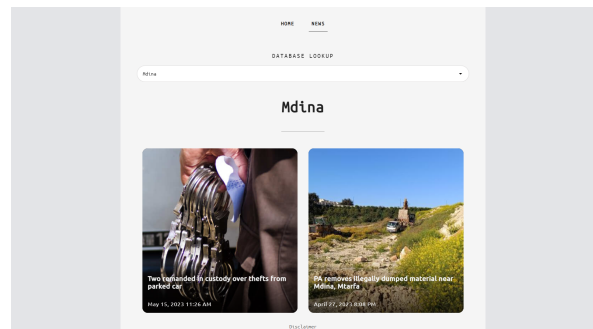 HOME NEWS
DATABASE LOOKUP
Mdina
Mdina
Two remanded in custody over thefts from
parked car
May 15, 2023 11:26 AM
PA removes illegally dumped material near
Mdina, Mtarfa
April 27, 2023 8:08 PM
Disclaimer